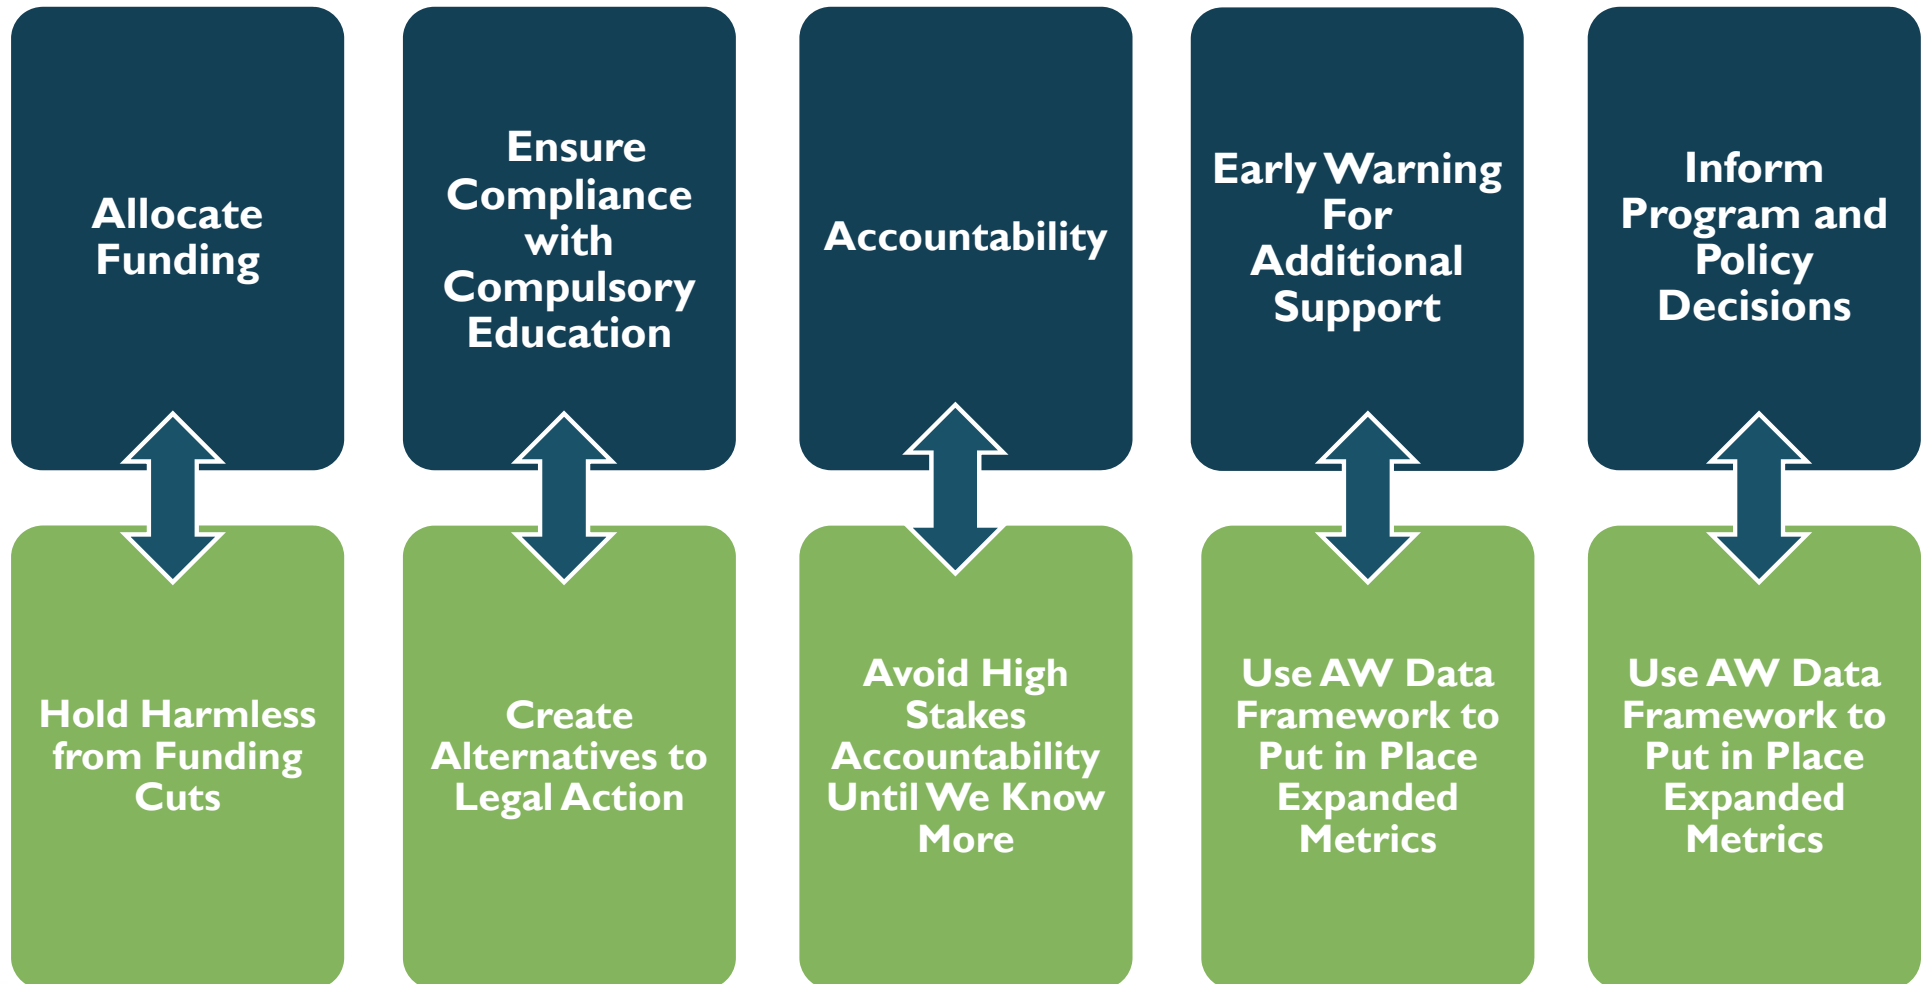 Allocate
Funding
Ensure
Compliance
with
Compulsory
Education
Accountability
Early Warning
For
Additional
Support
Inform
Program and
Policy
Decisions
Hold Harmless
from Funding
Cuts
Create
Alternatives to
Legal Action
Avoid High
Stakes
Accountability
Until We Know
More
Use AW Data
Framework to
Put in Place
Expanded
Metrics
Use AW Data
Framework to
Put in Place
Expanded
Metrics